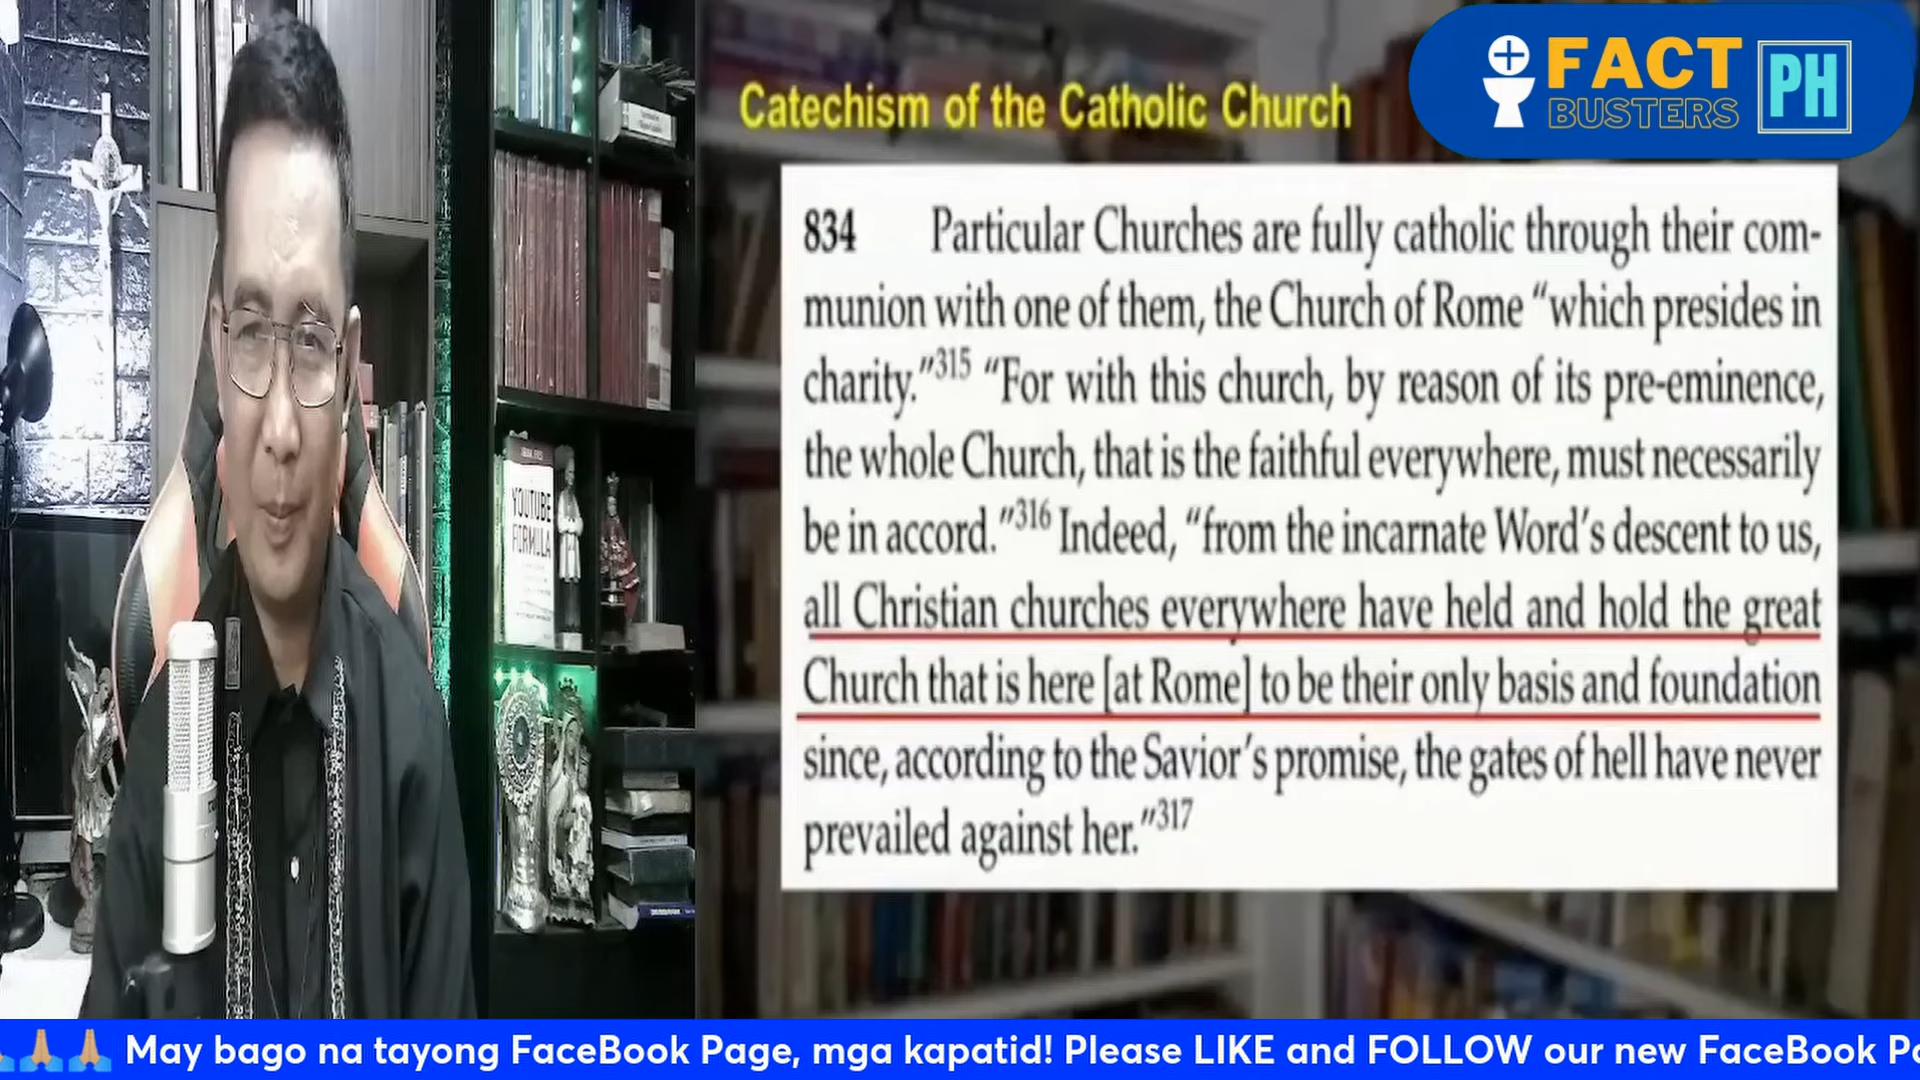 FACT
BUSTERS
PH
Catechism of the Catholic Church
834 Particular Churches are fully catholic through their com-
munion with one of them, the Church of Rome “which presides in
charity.”315 “For with this church, by reason of its pre-eminence,
the whole Church, that is the faithful everywhere, must necessarily
be in accord.”316 Indeed, “from the incarnate Word’s descent to us,
all Christian churches everywhere have held and hold the great
Church that is here [at Rome] to be their only basis and foundation
since, according to the Savior’s promise, the gates of hell have never
prevailed against her.”317
YOUTUBE
FORMULA
May bago na tayong FaceBook Page, mga kapatid! Please LIKE and FOLLOW our new FaceBook